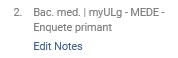 2. Bac. med. | myULg - MEDE -
Enquete primant
Edit Notes